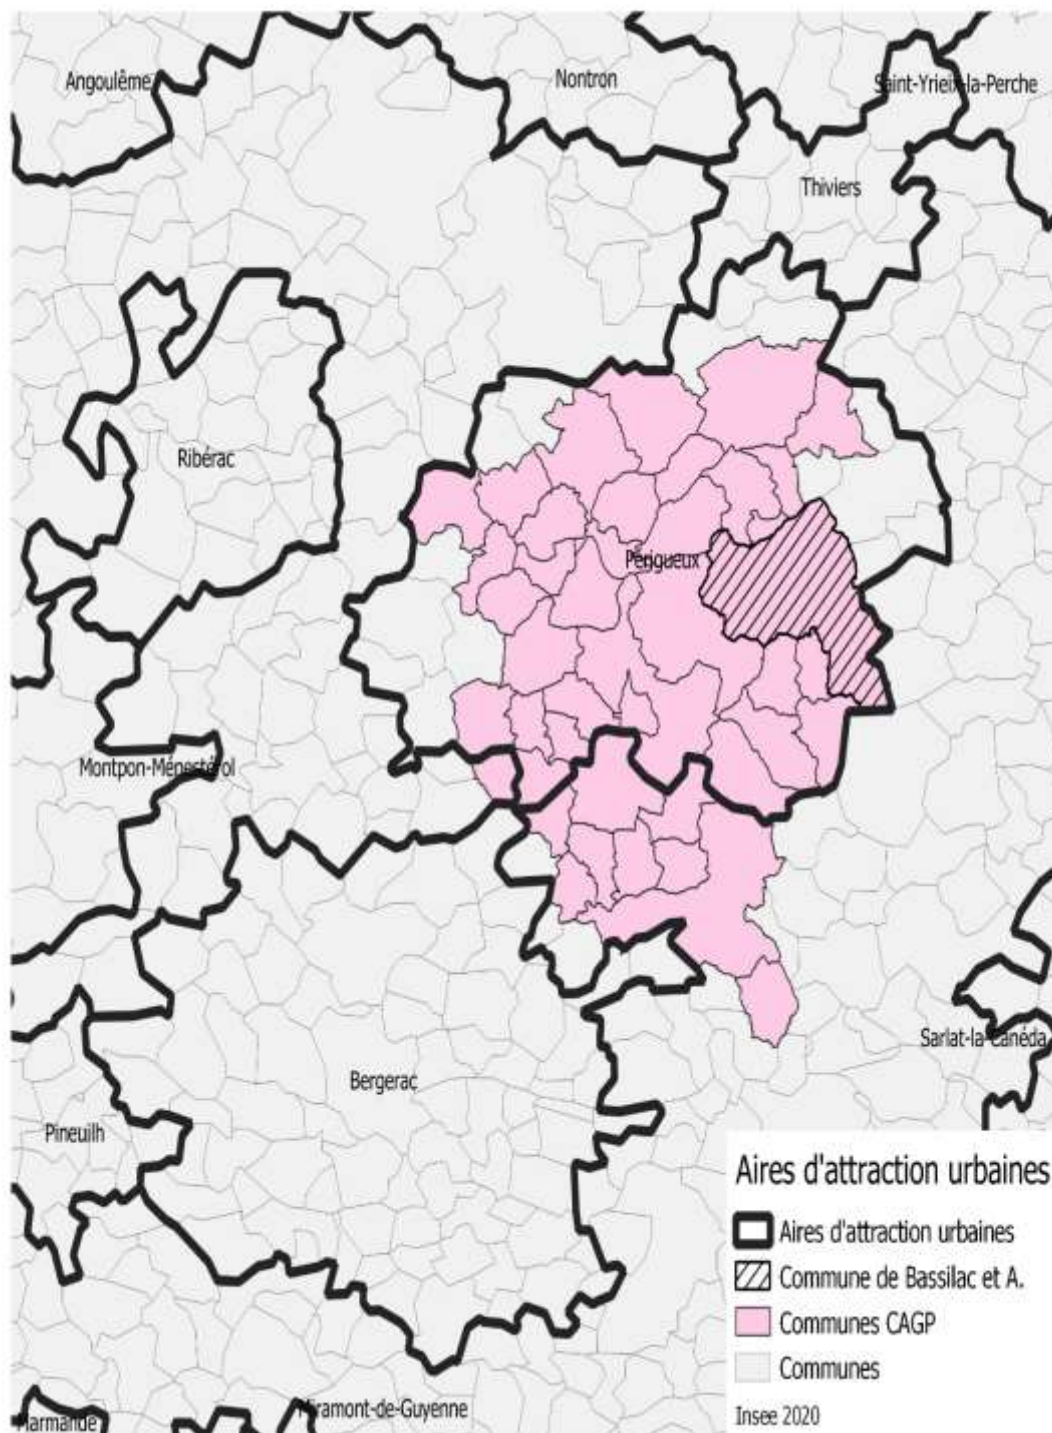 Angoulême
Nontron
Saint-Yrieix-la-Perche
Thiviers
Ribérac
Périgueux
Montpon-Ménestérol
Sarlat-la-Canéda
Bergerac
Pineuilh
Miramont-de-Guyenne
Marmande
Aires d'attraction urbaines
Aires d'attraction urbaines
Commune de Bassilac et A.
Communes CAGP
Communes
Insee 2020